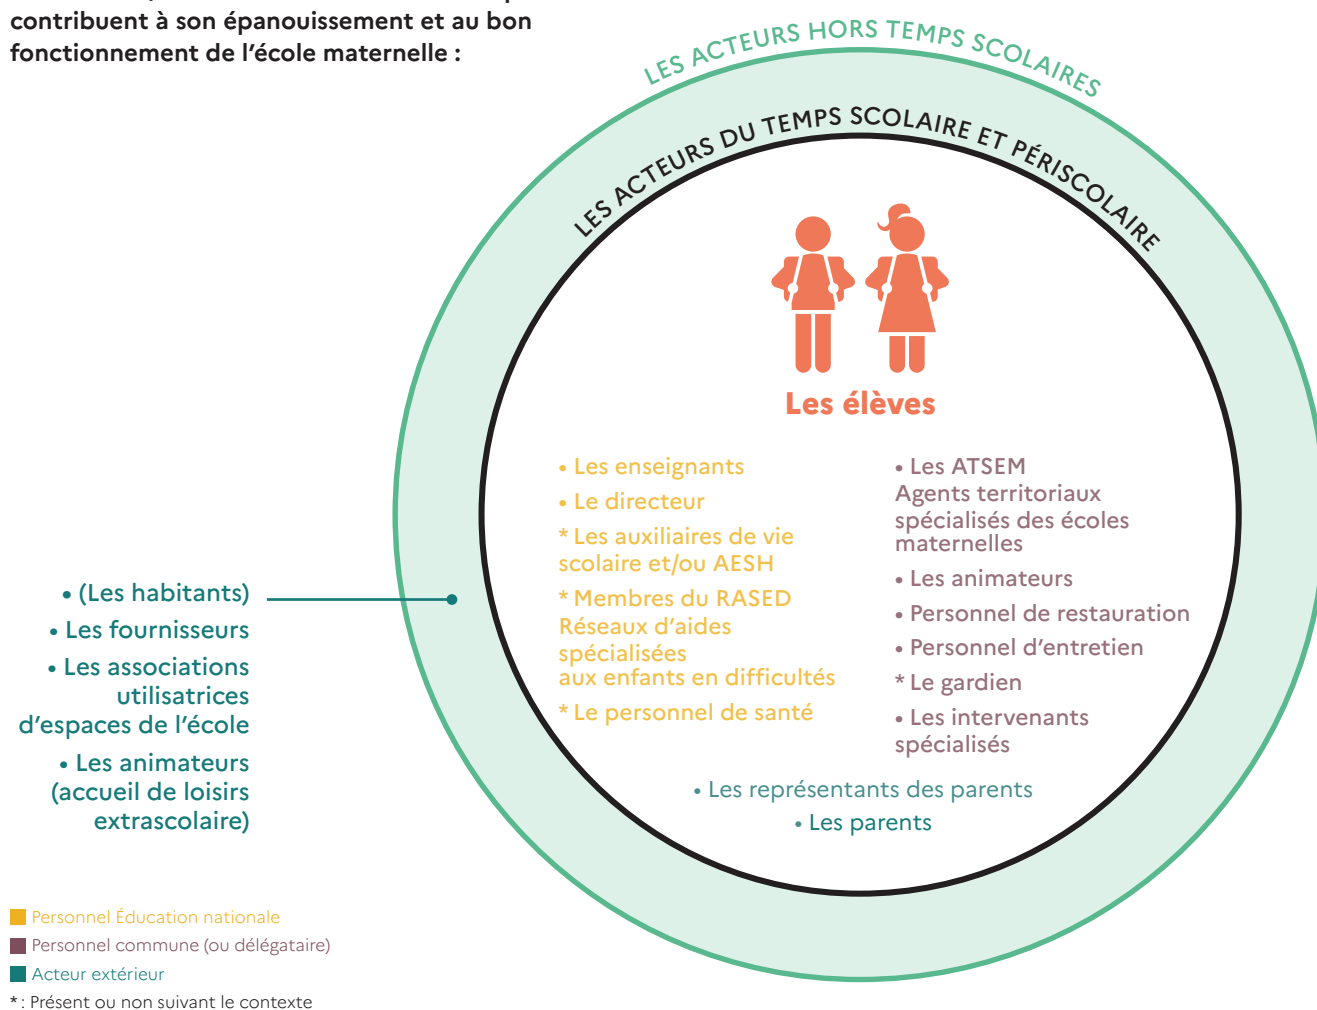 contribuent à son épanouissement et au bon
fonctionnement de l'école maternelle :
LES ACTEURS HORS TEMPS SCOLAIRES
LES ACTEURS DU TEMPS SCOLAIRE ET PÉRISCOLAIRE
Les élèves
• Les enseignants
• Le directeur
* Les auxiliaires de vie
scolaire et/ou AESH
* Membres du RASED
Réseaux d'aides
spécialisées
aux enfants en difficultés
* Le personnel de santé
• Les ATSEM
Agents territoriaux
spécialisés des écoles
maternelles
• Les animateurs
• Personnel de restauration
• Personnel d'entretien
* Le gardien
• Les intervenants
spécialisés
• Les représentants des parents
• Les parents
• (Les habitants)
• Les fournisseurs
• Les associations
utilisatrices
d'espaces de l'école
• Les animateurs
(accueil de loisirs
extrascolaire)
Personnel Éducation nationale
Personnel commune (ou délégataire)
Acteur extérieur
* : Présent ou non suivant le contexte